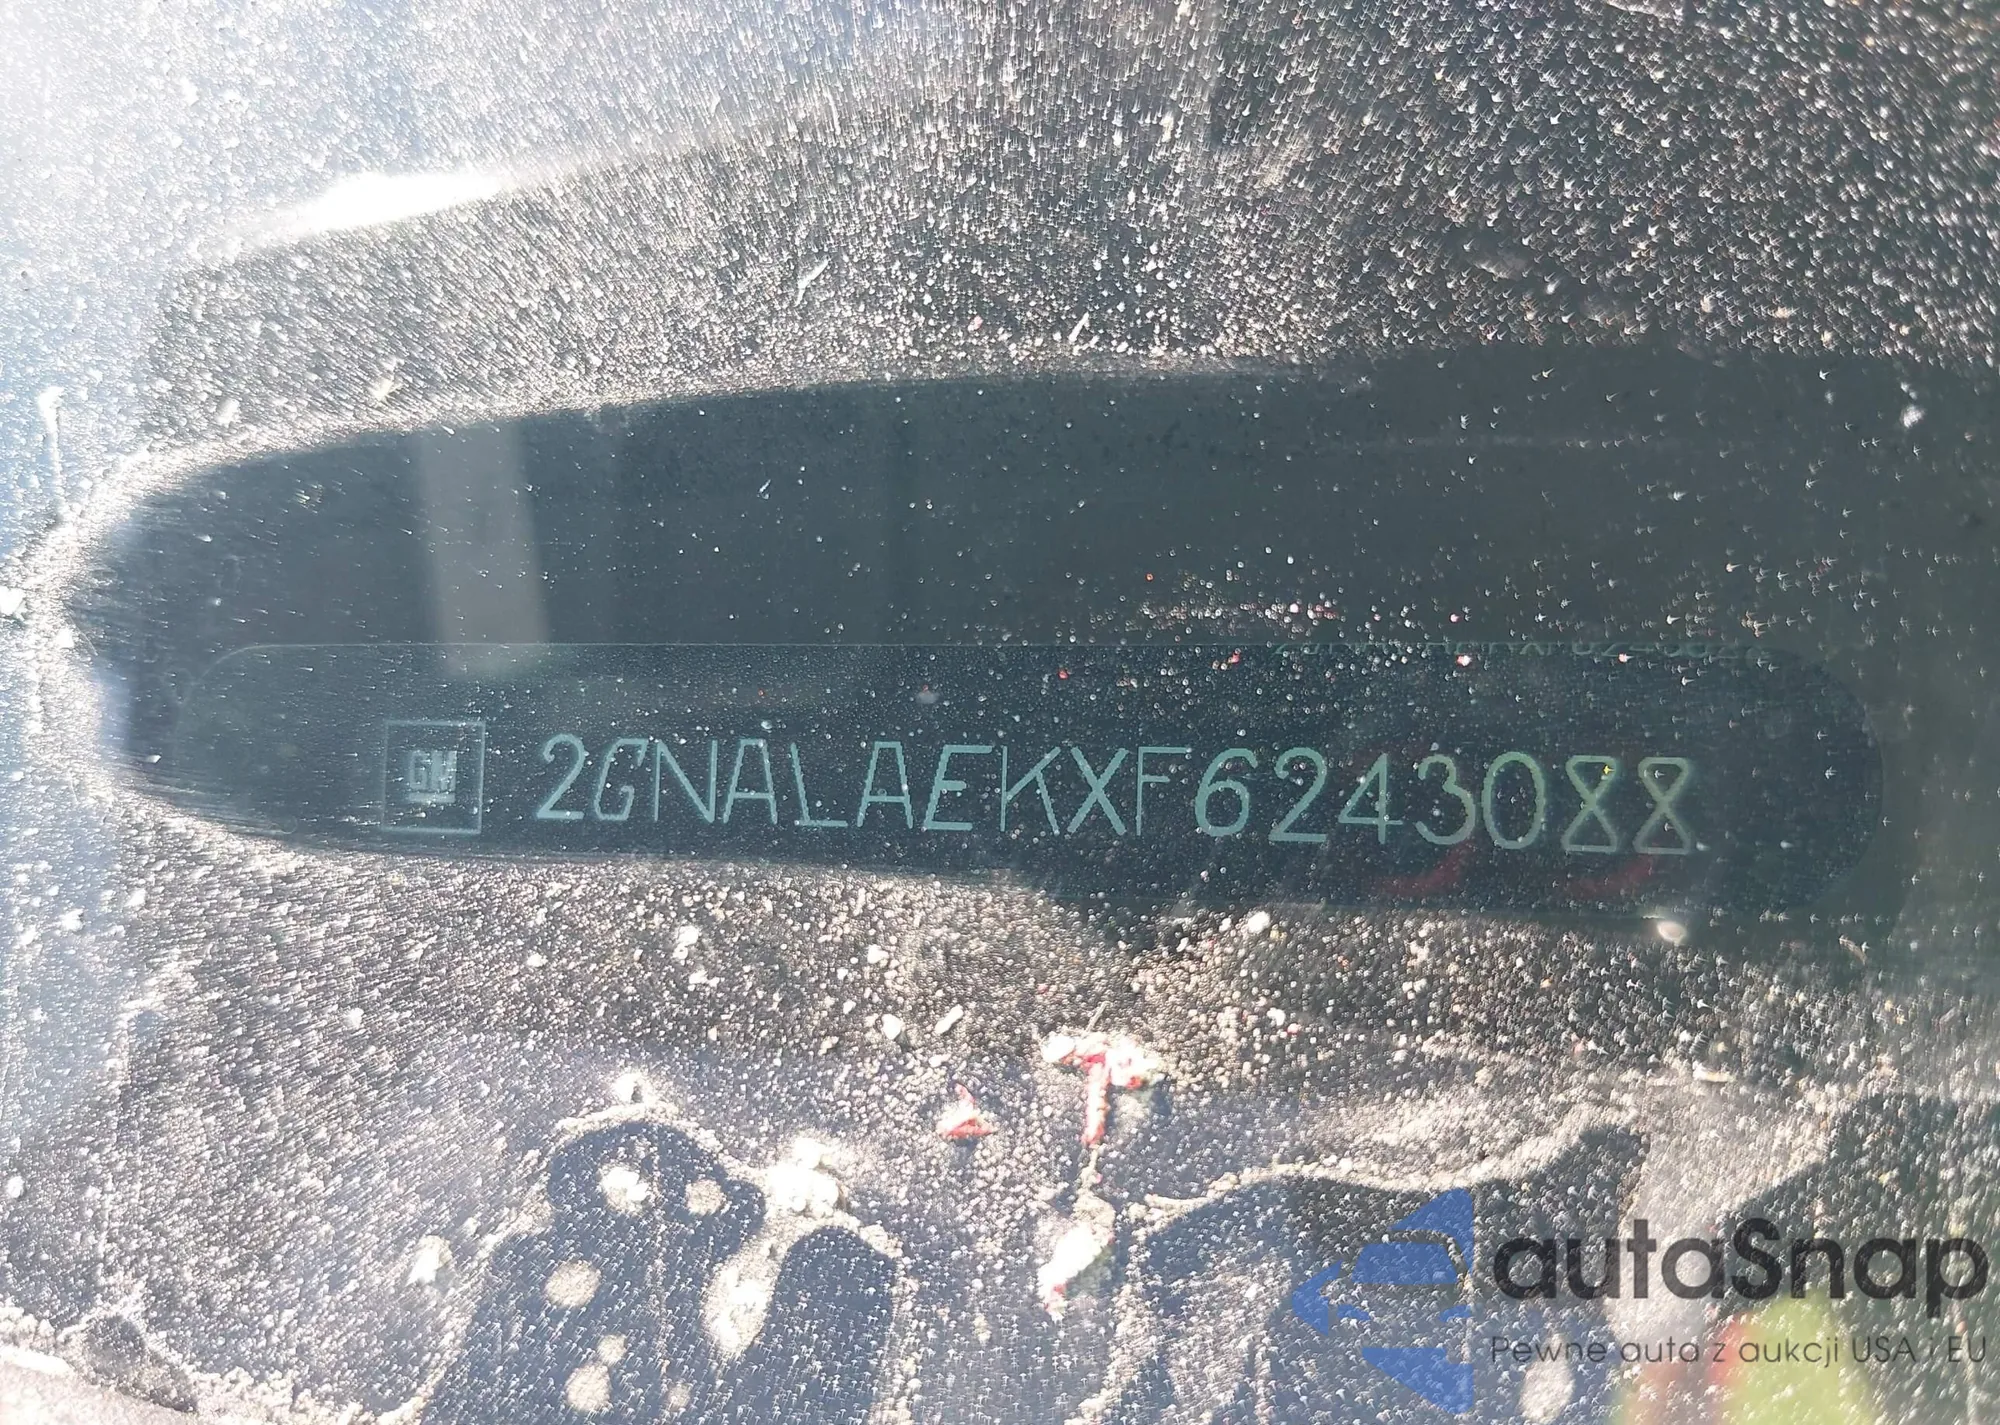 GM 2GNALAEKXF6243088
autaSnap
Pewne auta z aukcji USA i EU